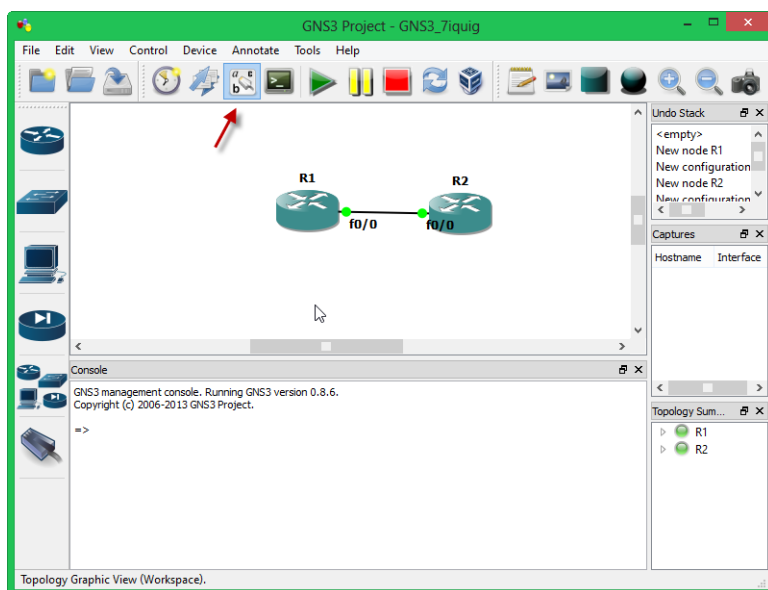 GNS3 Project - GNS3_7iquig
File Edit View Control Device Annotate Tools Help
a c
b
Undo Stack
<empty>
New node R1
New configuration
New node R2
New configuration
R1
R2
f0/0
f0/0
Captures
Hostname Interface
Console
GNS3 management console. Running GNS3 version 0.8.6.
Copyright (c) 2006-2013 GNS3 Project.
=>
Topology Sum...
R1
R2
Topology Graphic View (Workspace).